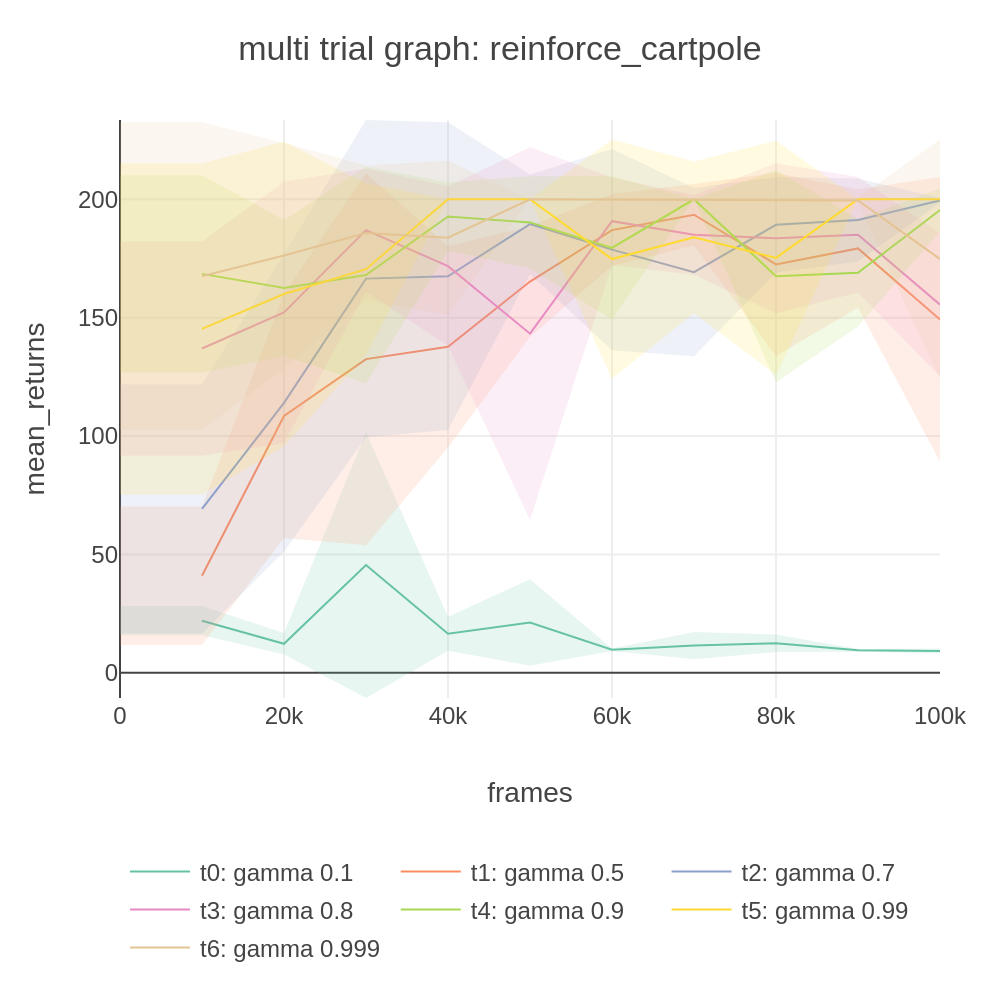 multi trial graph: reinforce_cartpole
mean_returns
200
150
100
50
0
0 20k 40k 60k 80k 100k
frames
t0: gamma 0.1 t1: gamma 0.5 t2: gamma 0.7
t3: gamma 0.8 t4: gamma 0.9 t5: gamma 0.99
t6: gamma 0.999